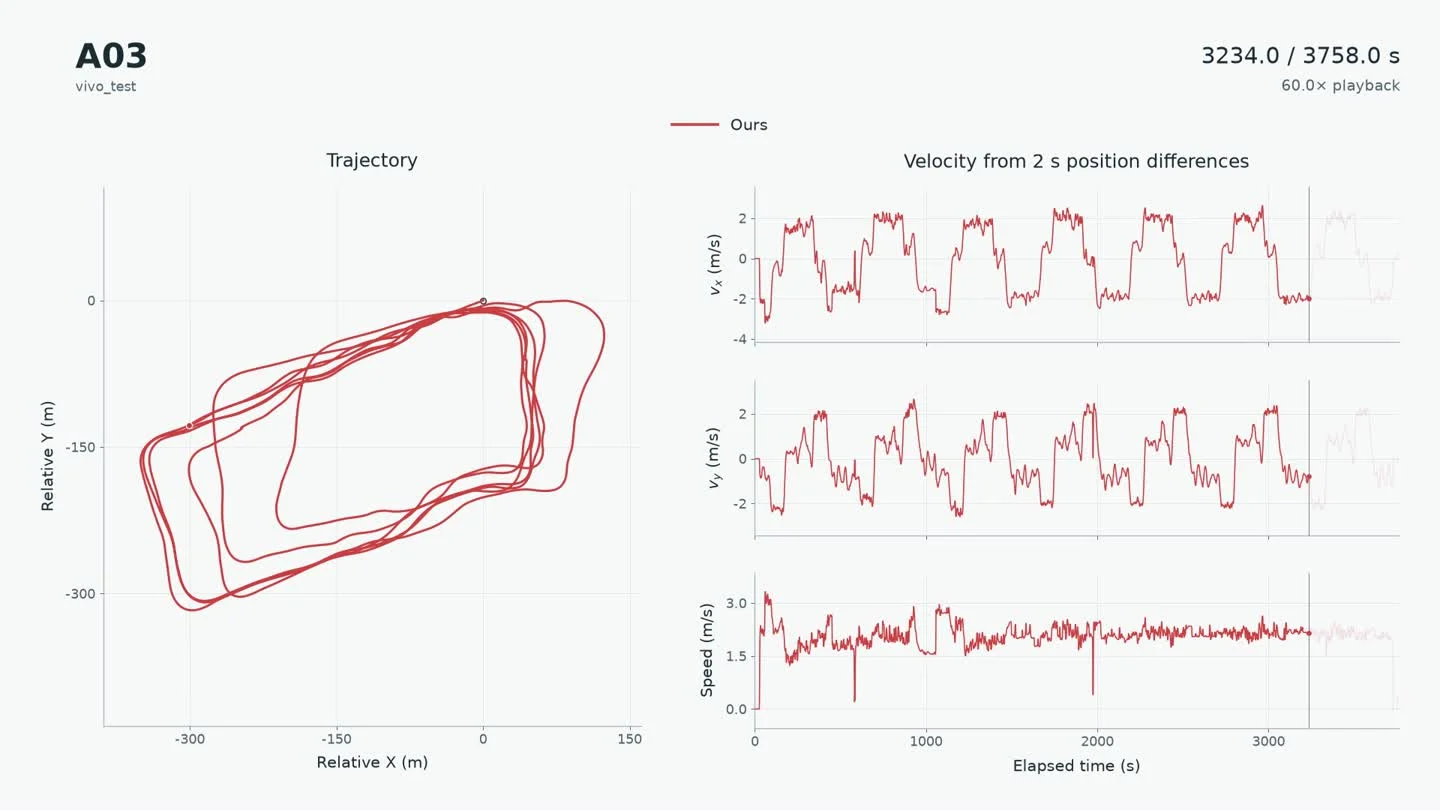 A03
vivo_test
3234.0 / 3758.0 s
60.0× playback
Ours
Trajectory
0
-150
-300
Relative Y (m)
-300 -150 0 150
Relative X (m)
Velocity from 2 s position differences
2
0
-2
-4
vx (m/s)
2
0
-2
vy (m/s)
3.0
1.5
0.0
Speed (m/s)
0 1000 2000 3000
Elapsed time (s)